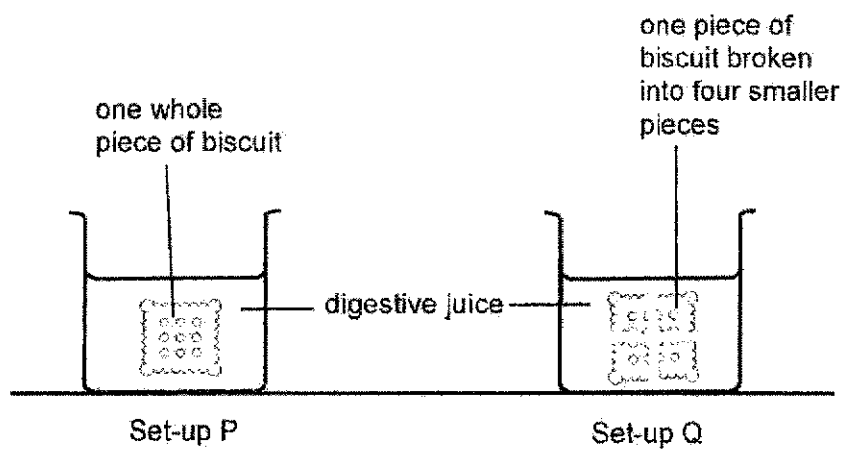 one piece of
biscuit broken
into four smaller
pieces
one whole
piece of biscuit
digestive juice
Set-up P
Set-up Q